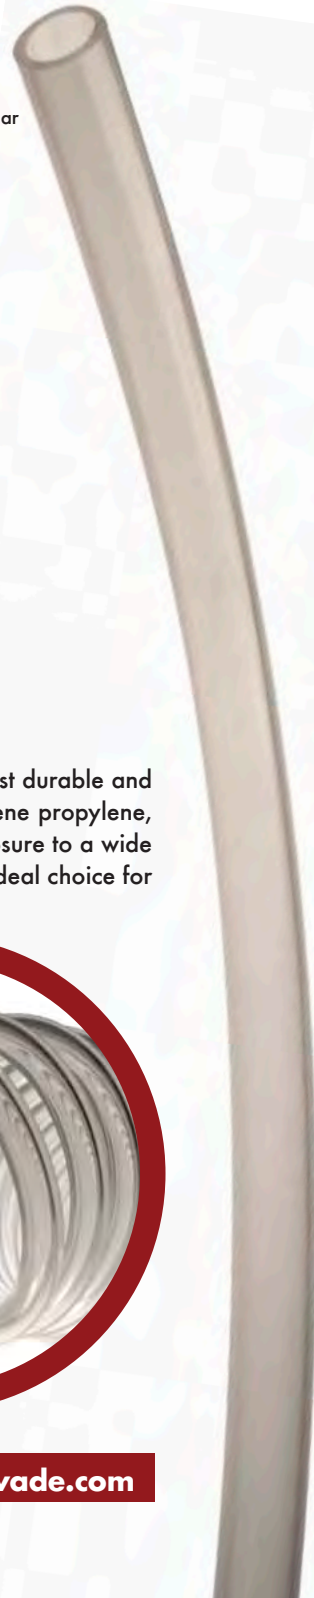 ar
st durable and
ene propylene,
sure to a wide
deal choice for
vade.com